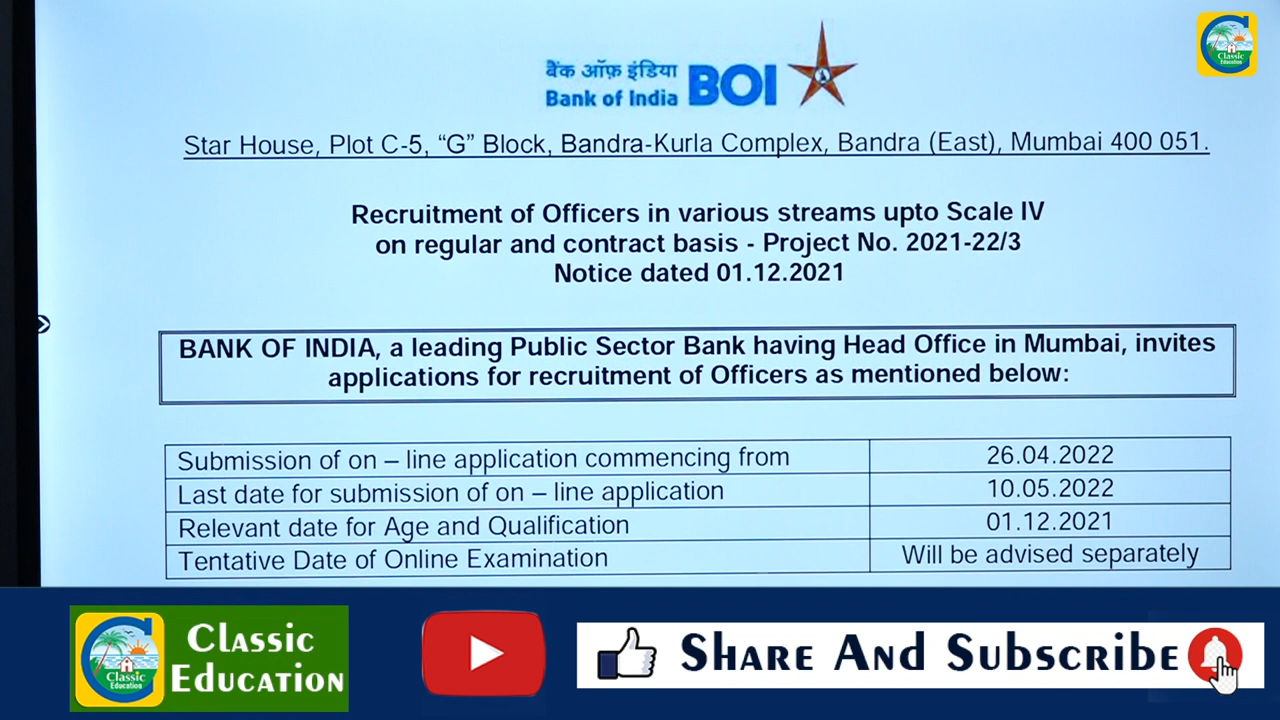 Classic
Education
बैंक ऑफ़ इंडिया
Bank of India
BOI
Star House, Plot C-5, “G” Block, Bandra-Kurla Complex, Bandra (East), Mumbai 400 051.
Recruitment of Officers in various streams upto Scale IV
on regular and contract basis - Project No. 2021-22/3
Notice dated 01.12.2021
BANK OF INDIA, a leading Public Sector Bank having Head Office in Mumbai, invites
applications for recruitment of Officers as mentioned below:
Submission of on – line application commencing from 26.04.2022
Last date for submission of on – line application 10.05.2022
Relevant date for Age and Qualification 01.12.2021
Tentative Date of Online Examination Will be advised separately
Classic
Education
Classic
Education
Share And Subscribe